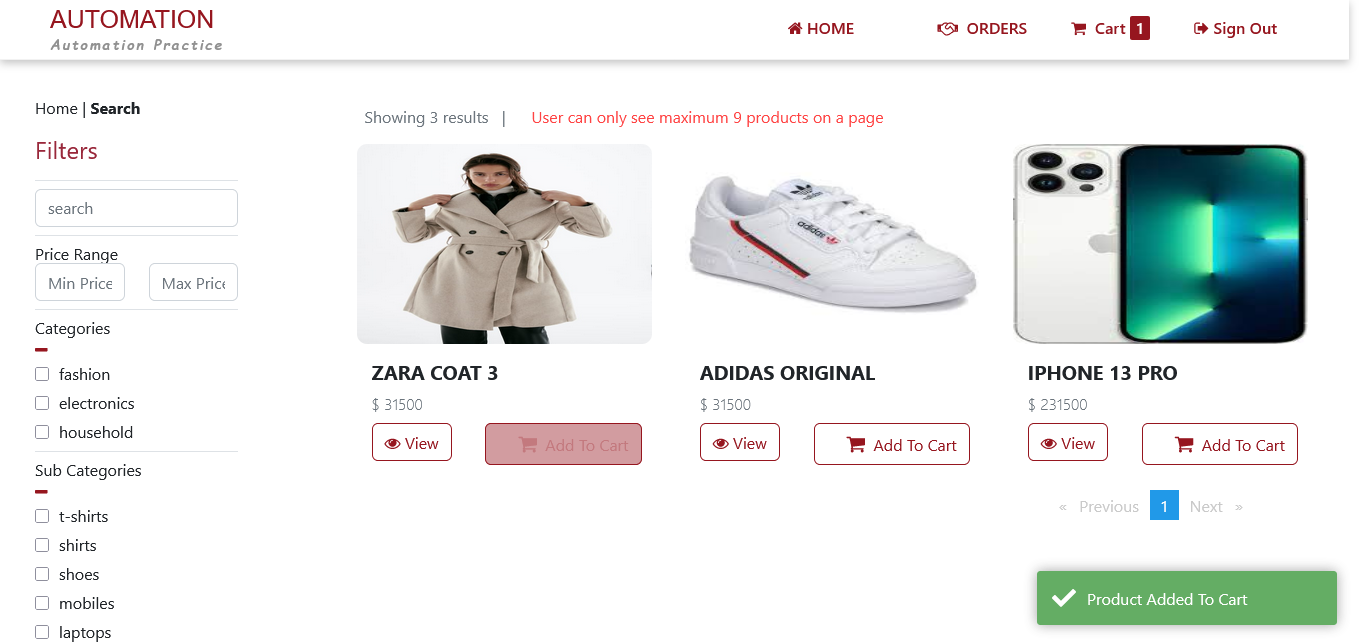 AUTOMATION
Automation Practice
HOME
ORDERS
Cart 1
Sign Out
Home | Search
Filters
search
Price Range
Min Price
Max Price
Categories
fashion
electronics
household
Sub Categories
t-shirts
shirts
shoes
mobiles
laptops
Showing 3 results |
User can only see maximum 9 products on a page
ZARA COAT 3
$ 31500
View
Add To Cart
adidas
ADIDAS ORIGINAL
$ 31500
View
Add To Cart
IPHONE 13 PRO
$ 231500
View
Add To Cart
« Previous 1 Next »
Product Added To Cart